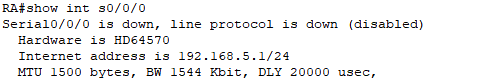 RA#show int s0/0/0
Serial0/0/0 is down, line protocol is down (disabled)
Hardware is HD64570
Internet address is 192.168.5.1/24
MTU 1500 bytes, BW 1544 Kbit, DLY 20000 usec,